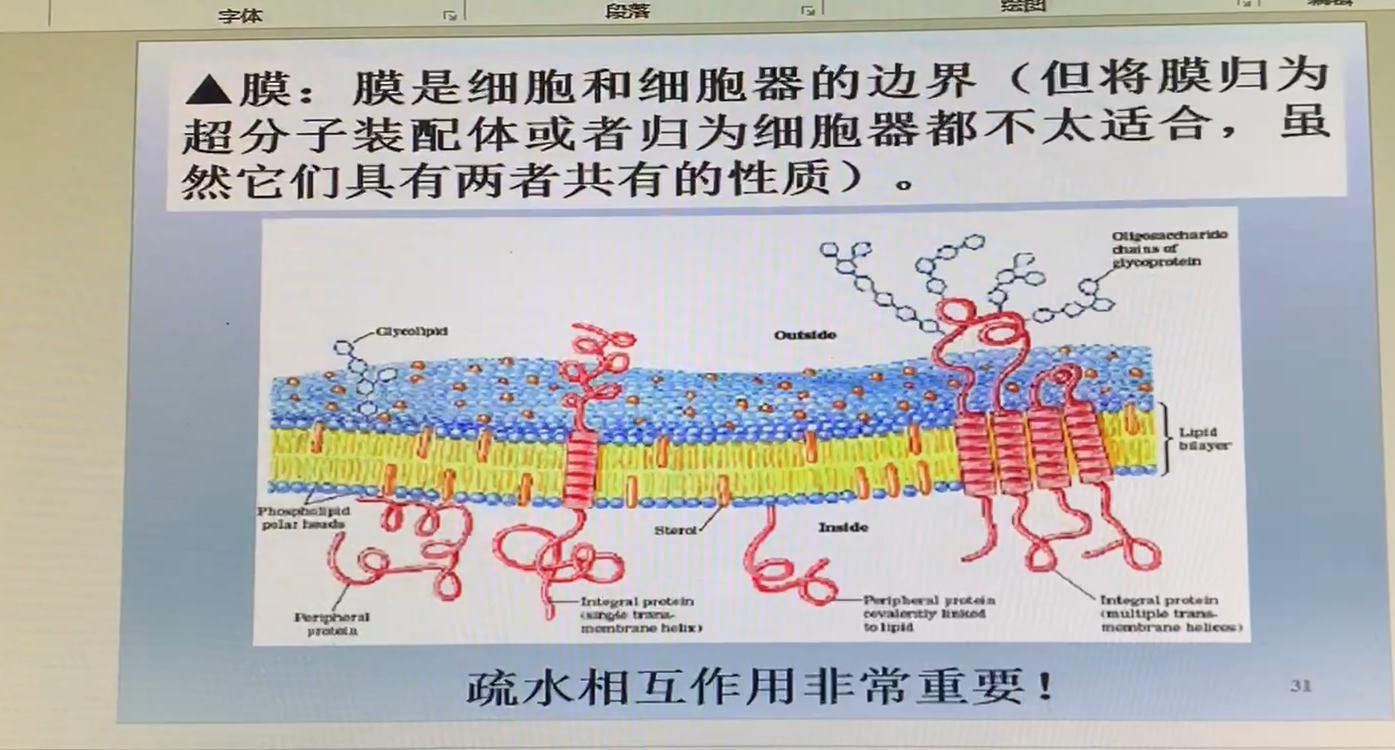 字体
段落
绘图
编辑
▲膜：膜是细胞和细胞器的边界（但将膜归为
超分子装配体或者归为细胞器都不太适合，虽
然它们具有两者共有的性质）。
Oligosaccharide
chains of
glycoprotein
Glycolipid
Outside
Lipid
bilayer
Phospholipid
polar heads
Sterol
Inside
Peripheral
protein
Integral protein
(single trans-
membrane helix)
Peripheral protein
covalently linked
to lipid
Integral protein
(multiple trans-
membrane helices)
疏水相互作用非常重要！
31